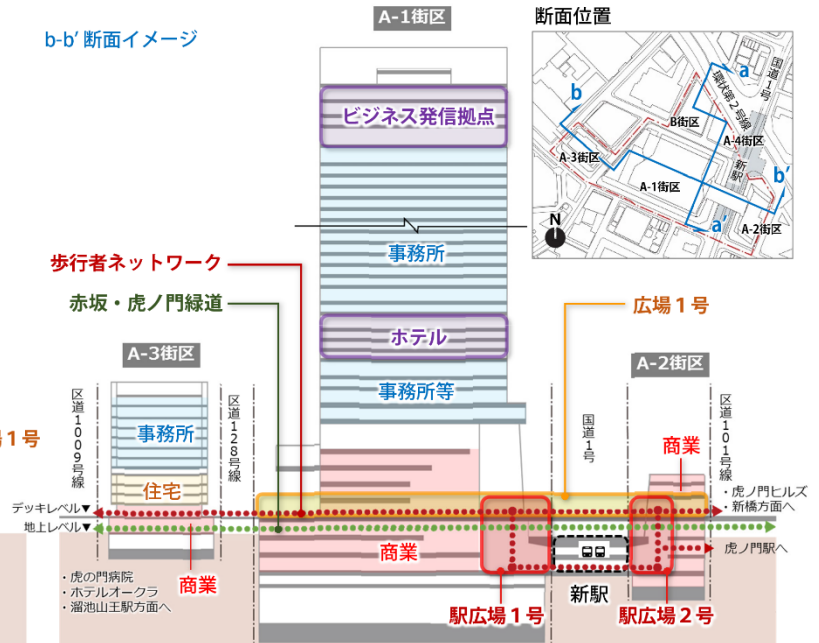 b-b’ 断面イメージ
A-1街区
断面位置
ビジネス発信拠点
事務所
ホテル
事務所等
歩行者ネットワーク
赤坂・虎ノ門緑道
広場1号
A-3街区
A-2街区
場1号
区道1009号線
区道128号線
国道1号
区道101号線
事務所
住宅
商業
デッキレベル▼
地上レベル▼
・虎ノ門ヒルズ
・新橋方面へ
虎ノ門駅へ
商業
商業
・虎の門病院
・ホテルオークラ
・溜池山王駅方面へ
新駅
駅広場1号
駅広場2号
a
b
国道1号
環状第2号線
B街区
A-4街区
A-3街区
新駅
b’
A-1街区
a’
A-2街区
N